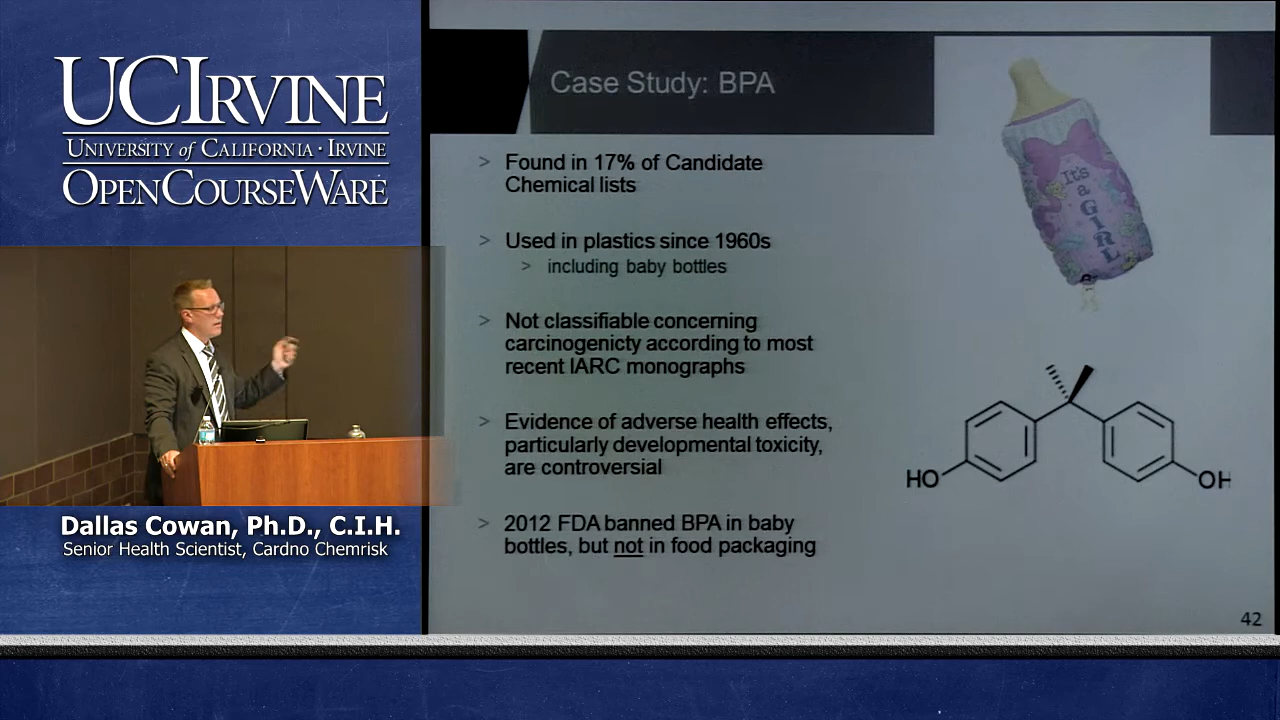 UCIRVINE
UNIVERSITY of CALIFORNIA · IRVINE
OPENCOURSEWARE
Dallas Cowan, Ph.D., C.I.H.
Senior Health Scientist, Cardno Chemrisk
Case Study: BPA
> Found in 17% of Candidate
Chemical lists
> Used in plastics since 1960s
> including baby bottles
> Not classifiable concerning
carcinogenicty according to most
recent IARC monographs
> Evidence of adverse health effects,
particularly developmental toxicity,
are controversial
> 2012 FDA banned BPA in baby
bottles, but not in food packaging
It's
a
GIRL
HO
OH
42